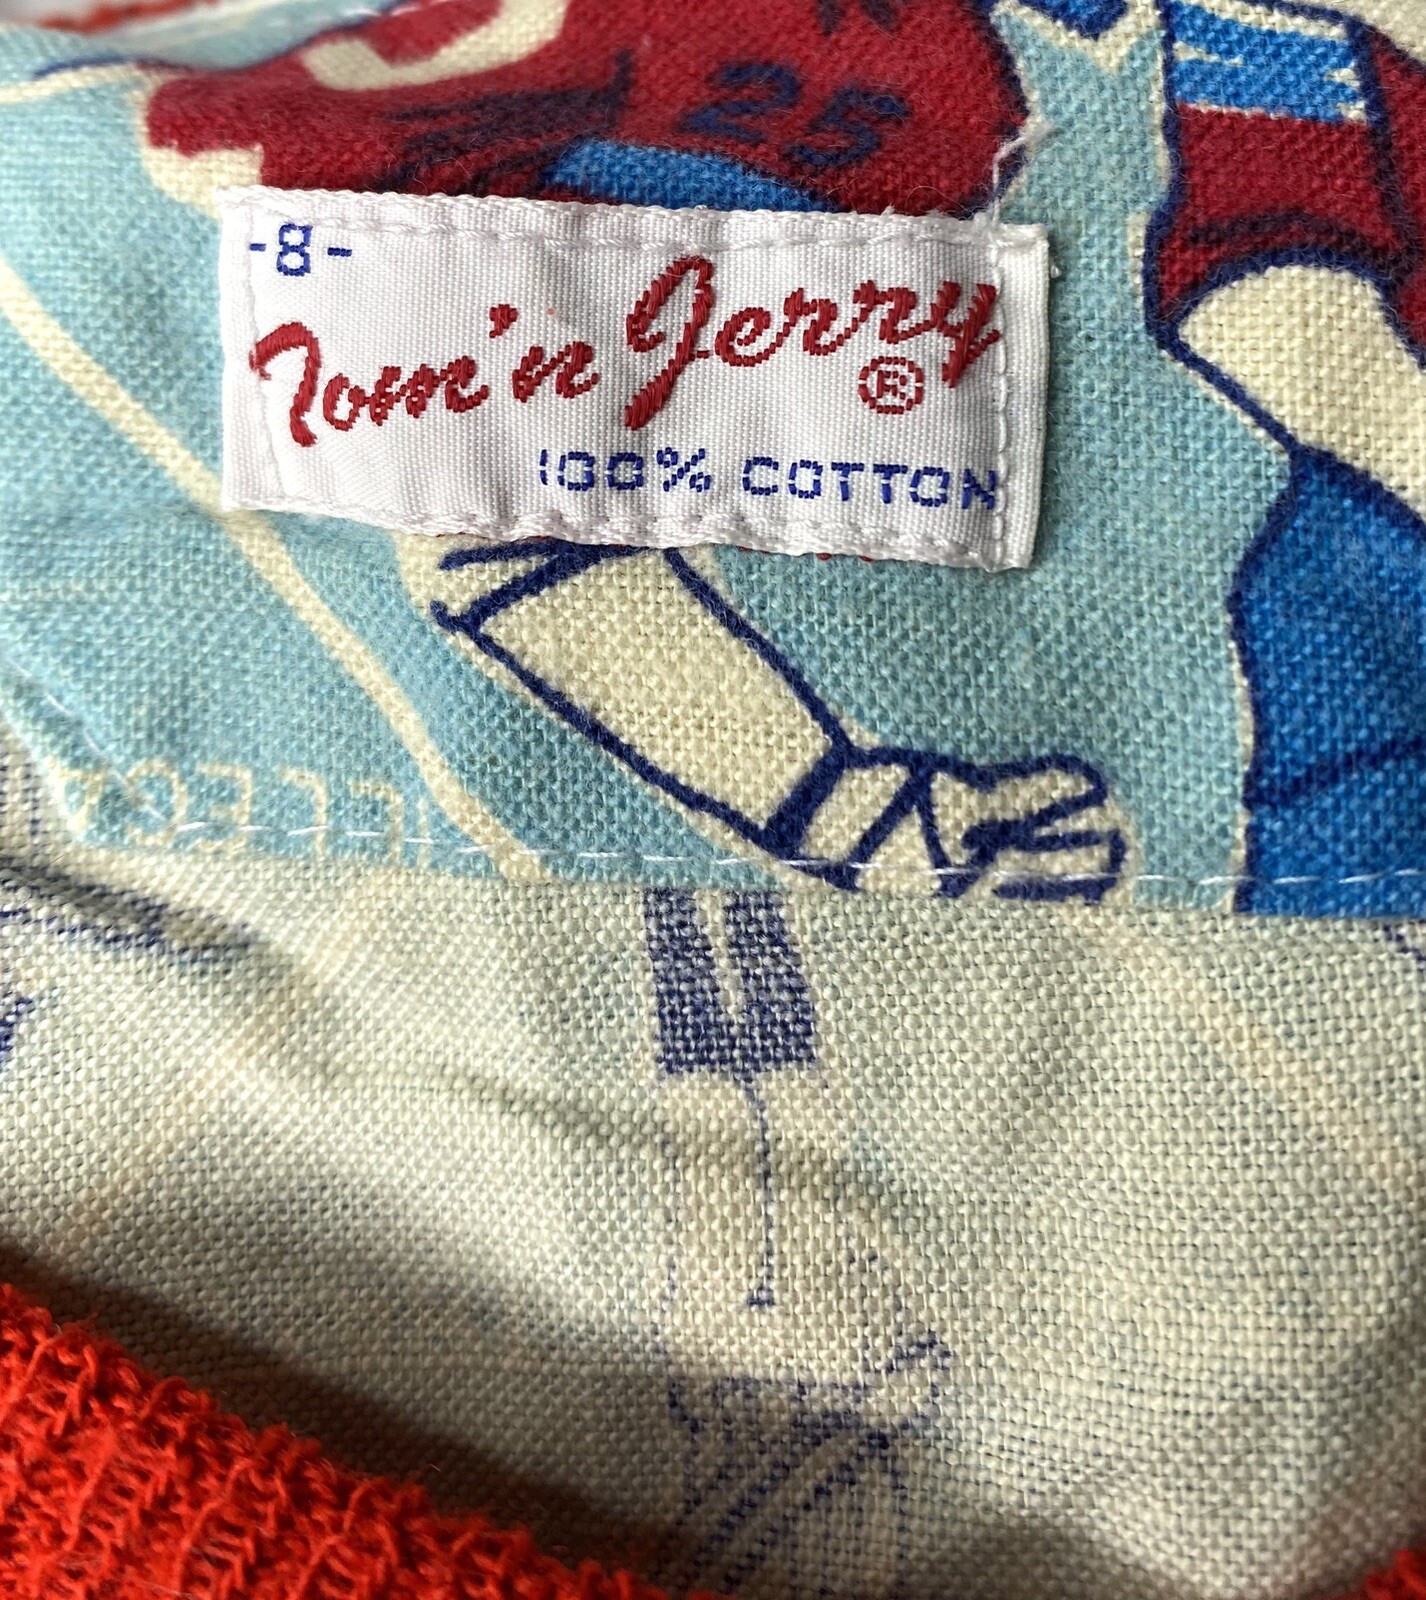 25
-8-
Tom'n Jerry ®
100% COTTON